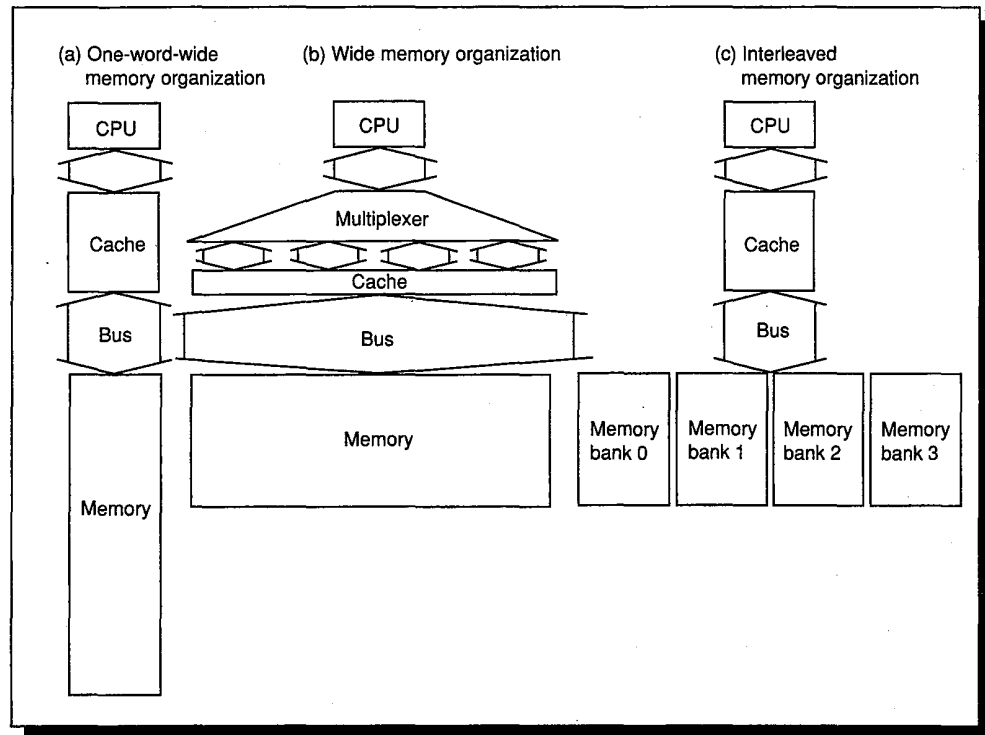 (a) One-word-wide
memory organization
CPU
Cache
Bus
Memory
(b) Wide memory organization
CPU
Multiplexer
Cache
Bus
Memory
(c) Interleaved
memory organization
CPU
Cache
Bus
Memory
bank 0
Memory
bank 1
Memory
bank 2
Memory
bank 3